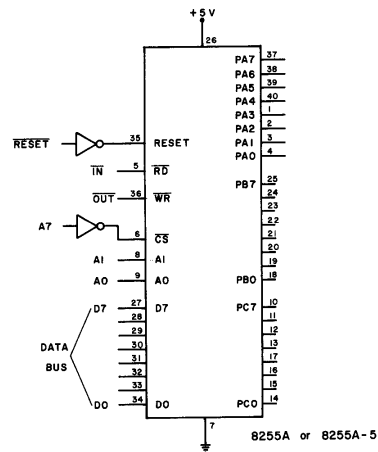 +5V
26
PA7 37
PA6 38
PA5 39
PA4 40
PA3 1
PA2 2
PA1 3
PA0 4
RESET 35 RESET
IN 5 RD
OUT 36 WR
PB7 25
24
23
22
21
20
19
PB0 18
A7 6 CS
A1 8 A1
A0 9 A0
D7 27 D7
28
29
30
31
32
33
D0 34 D0
DATA
BUS
PC7 10
11
12
13
17
16
15
PC0 14
7
8255A or 8255A-5